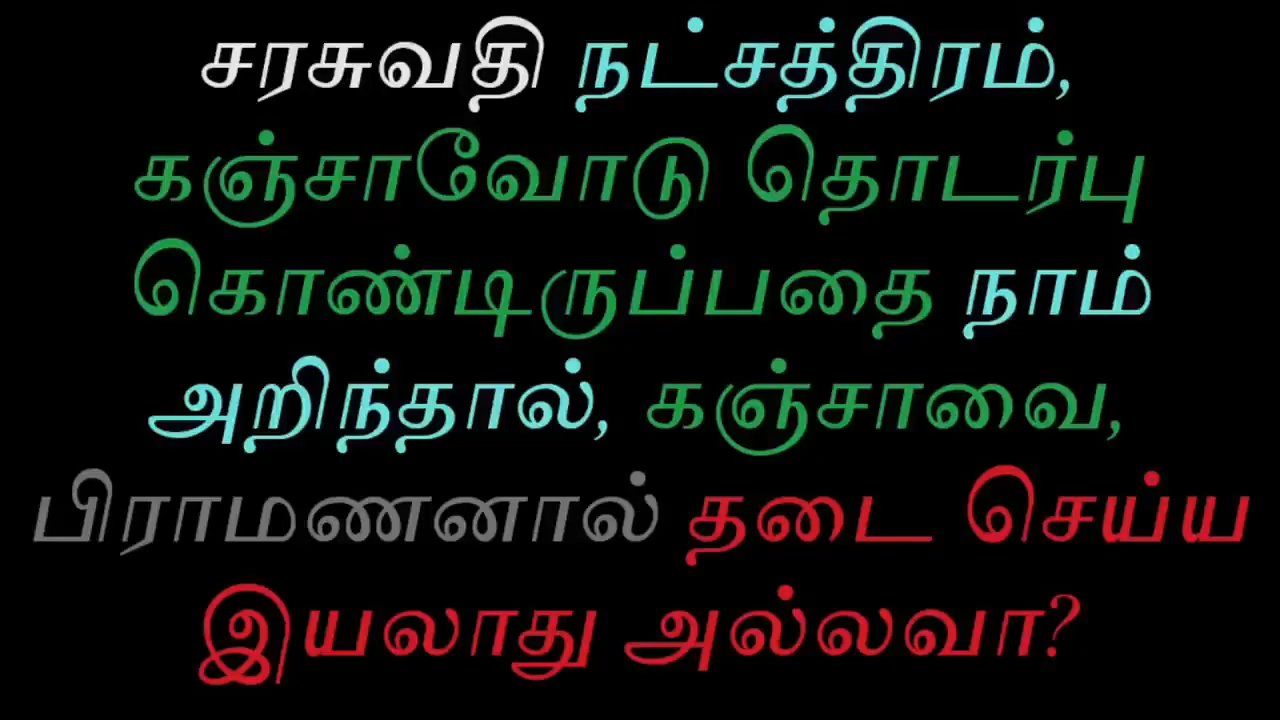 சரசுவதி நட்சத்திரம்,
கஞ்சாவோடு தொடர்பு
கொண்டிருப்பதை நாம்
அறிந்தால், கஞ்சாவை,
பிராமணனால் தடை செய்ய
இயலாது அல்லவா?